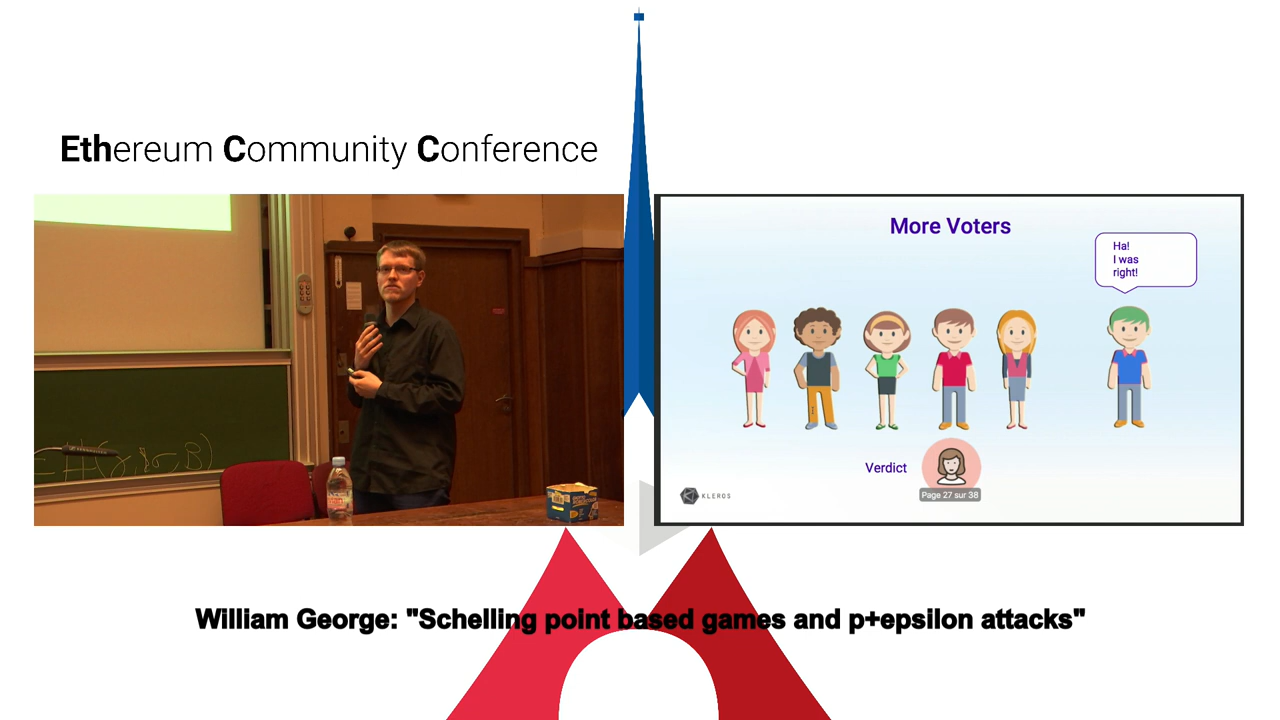 Ethereum Community Conference
More Voters
Ha!
I was
right!
Verdict
Page 27 sur 38
KLEROS
William George: "Schelling point based games and p+epsilon attacks"